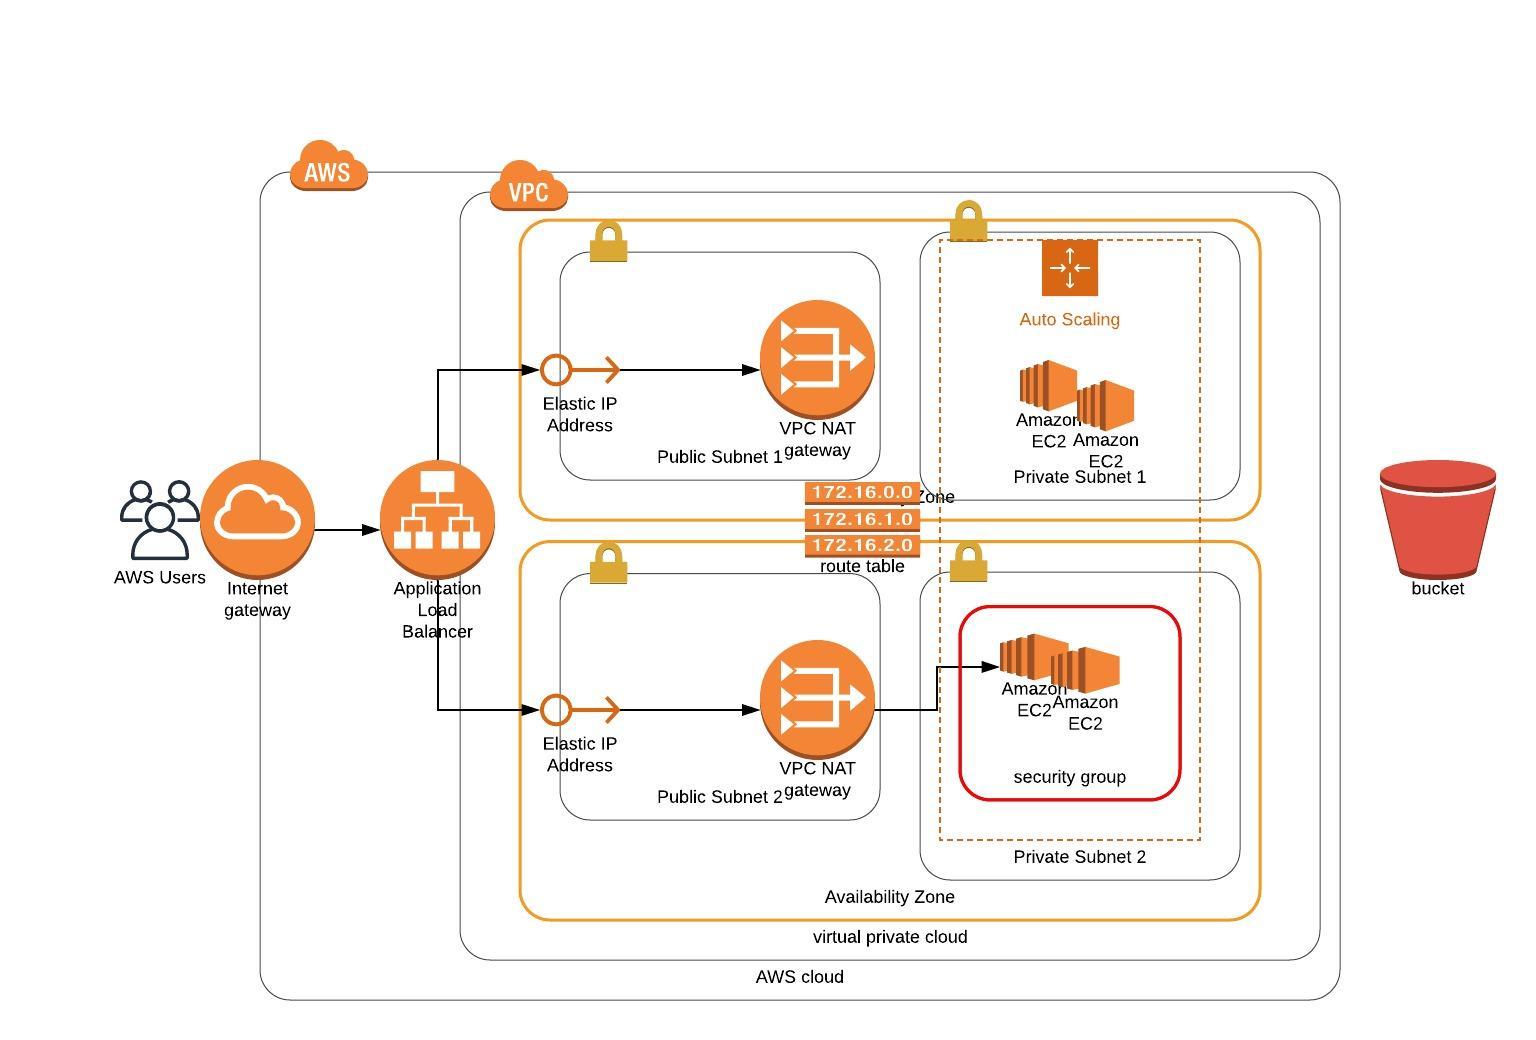 AWS
VPC
Auto Scaling
Elastic IP
Address
VPC NAT
gateway
Public Subnet 1
Amazon
EC2
Amazon
EC2
Private Subnet 1
172.16.0.0
Zone
172.16.1.0
172.16.2.0
route table
AWS Users
Internet
gateway
Application
Load
Balancer
bucket
Elastic IP
Address
VPC NAT
gateway
Public Subnet 2
Amazon
EC2
Amazon
EC2
security group
Private Subnet 2
Availability Zone
virtual private cloud
AWS cloud